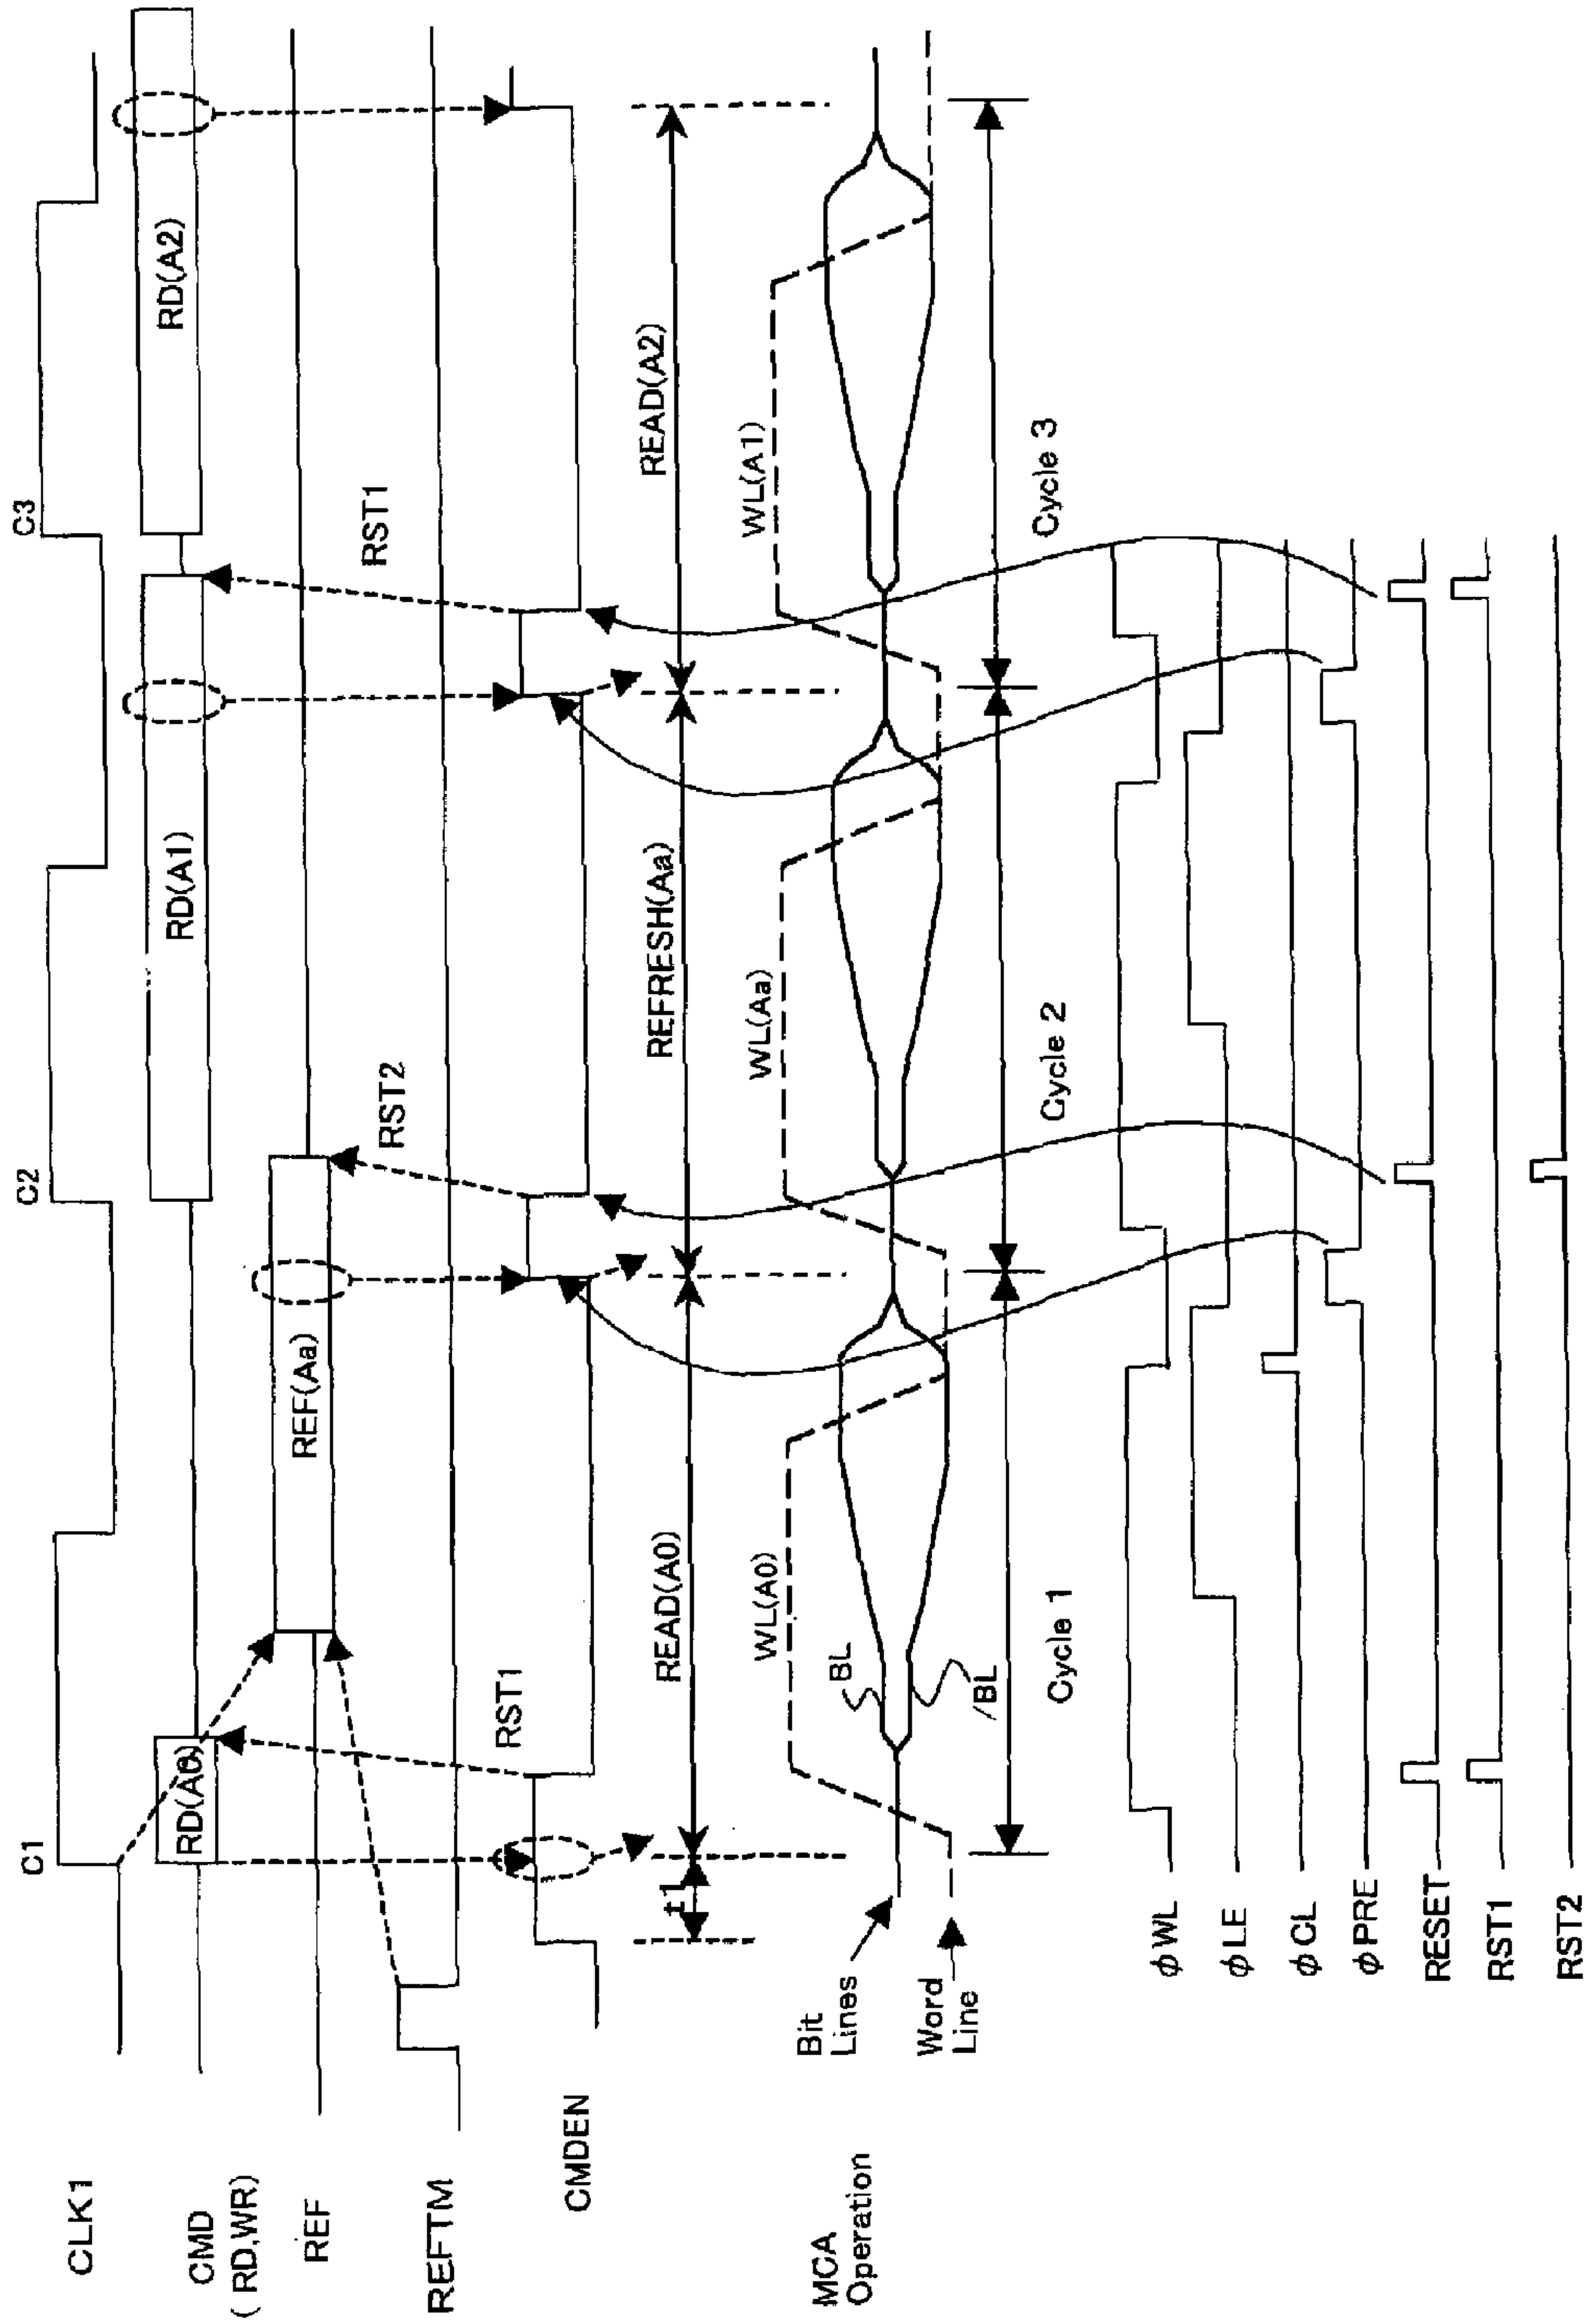 CLK1
C1
C2
C3
CMD
( RD,WR)
RD(A0)
RD(A1)
RD(A2)
REF
REF(Aa)
REFTM
RST2
RST1
CMDEN
RST1
t1
READ(A0)
REFRESH(Aa)
READ(A2)
MCA
Operation
Bit
Lines
Word
Line
WL(A0)
WL(Aa)
WL(A1)
BL
/BL
Cycle 1
Cycle 2
Cycle 3
φWL
φLE
φCL
φPRE
RESET
RST1
RST2